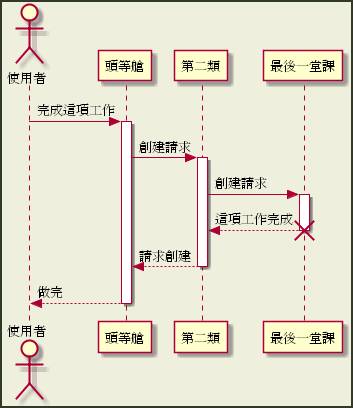 使用者
頭等艙
第二類
最後一堂課
完成這項工作
創建請求
創建請求
這項工作完成
請求創建
做完
使用者
頭等艙
第二類
最後一堂課